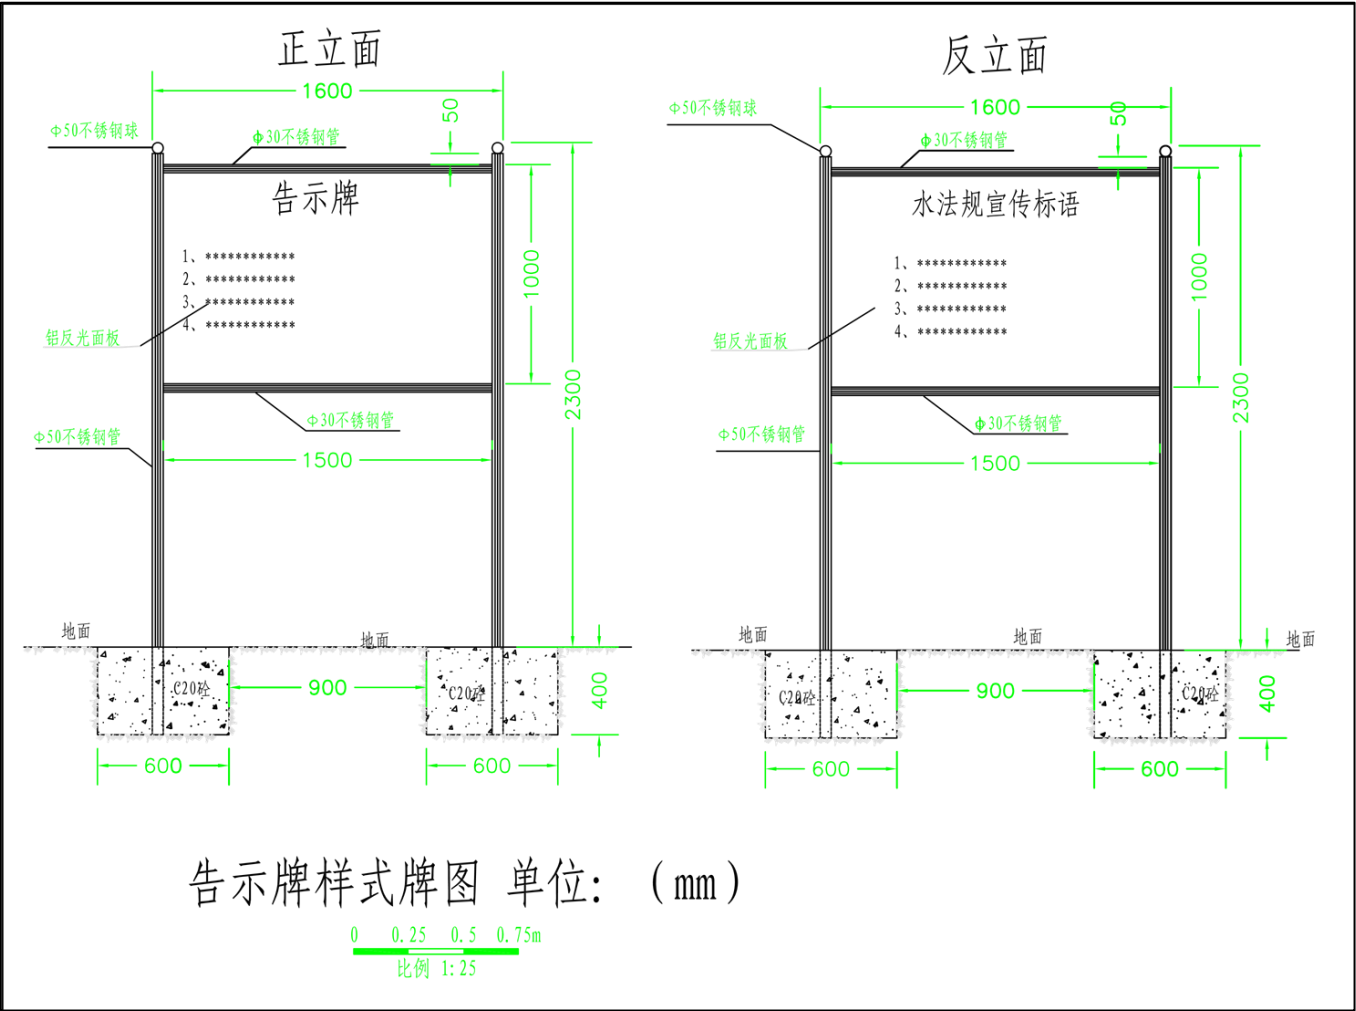 正立面
1600
50
Φ50不锈钢球
ф30不锈钢管
告示牌
1、************
2、************
3、************
4、************
铝反光面板
1000
2300
Φ30不锈钢管
Φ50不锈钢管
1500
地面
地面
C20砼
900
C20砼
400
600
600
反立面
1600
50
Φ50不锈钢球
ф30不锈钢管
水法规宣传标语
1、************
2、************
3、************
4、************
铝反光面板
1000
2300
ф30不锈钢管
Φ50不锈钢管
1500
地面
地面
地面
C20砼
900
C20砼
400
600
600
告示牌样式牌图 单位: (mm)
0 0.25 0.5 0.75m
比例 1:25